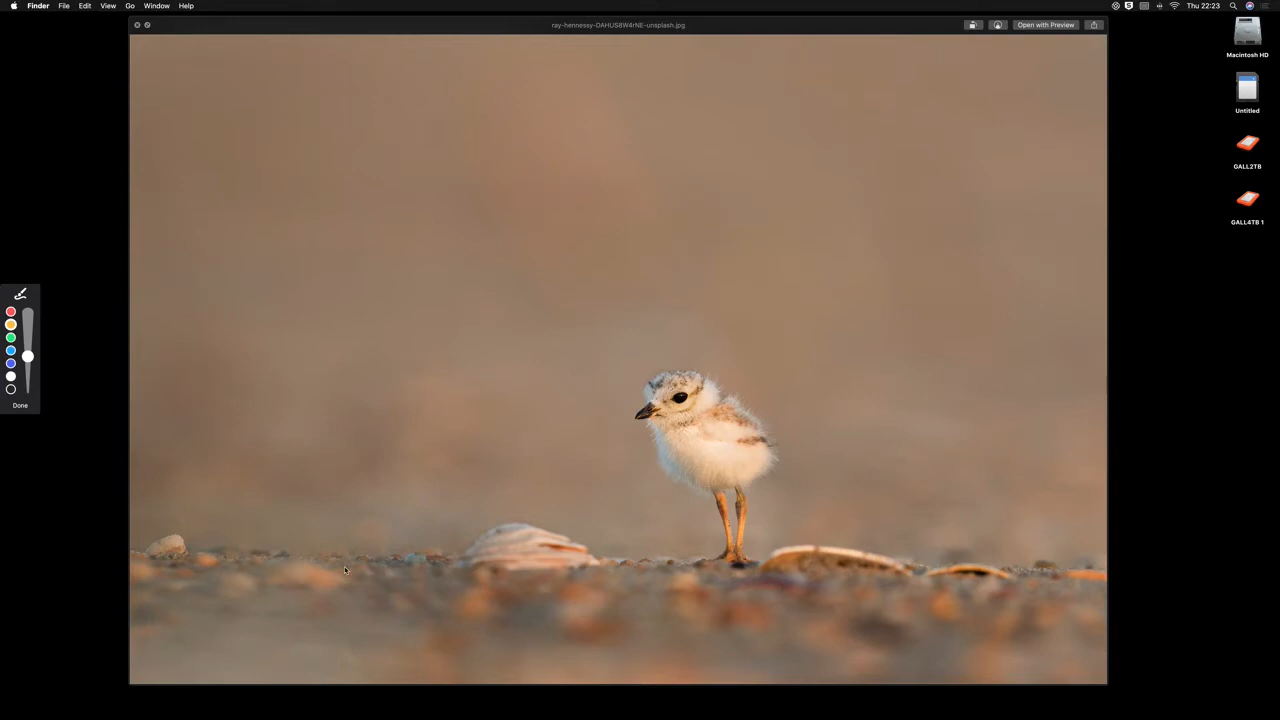 Finder File Edit View Go Window Help
Thu 22:23
ray-hennessy-DAHUS8W4rNE-unsplash.jpg
Open with Preview
Macintosh HD
Untitled
GALL2TB
GALL4TB 1
Done